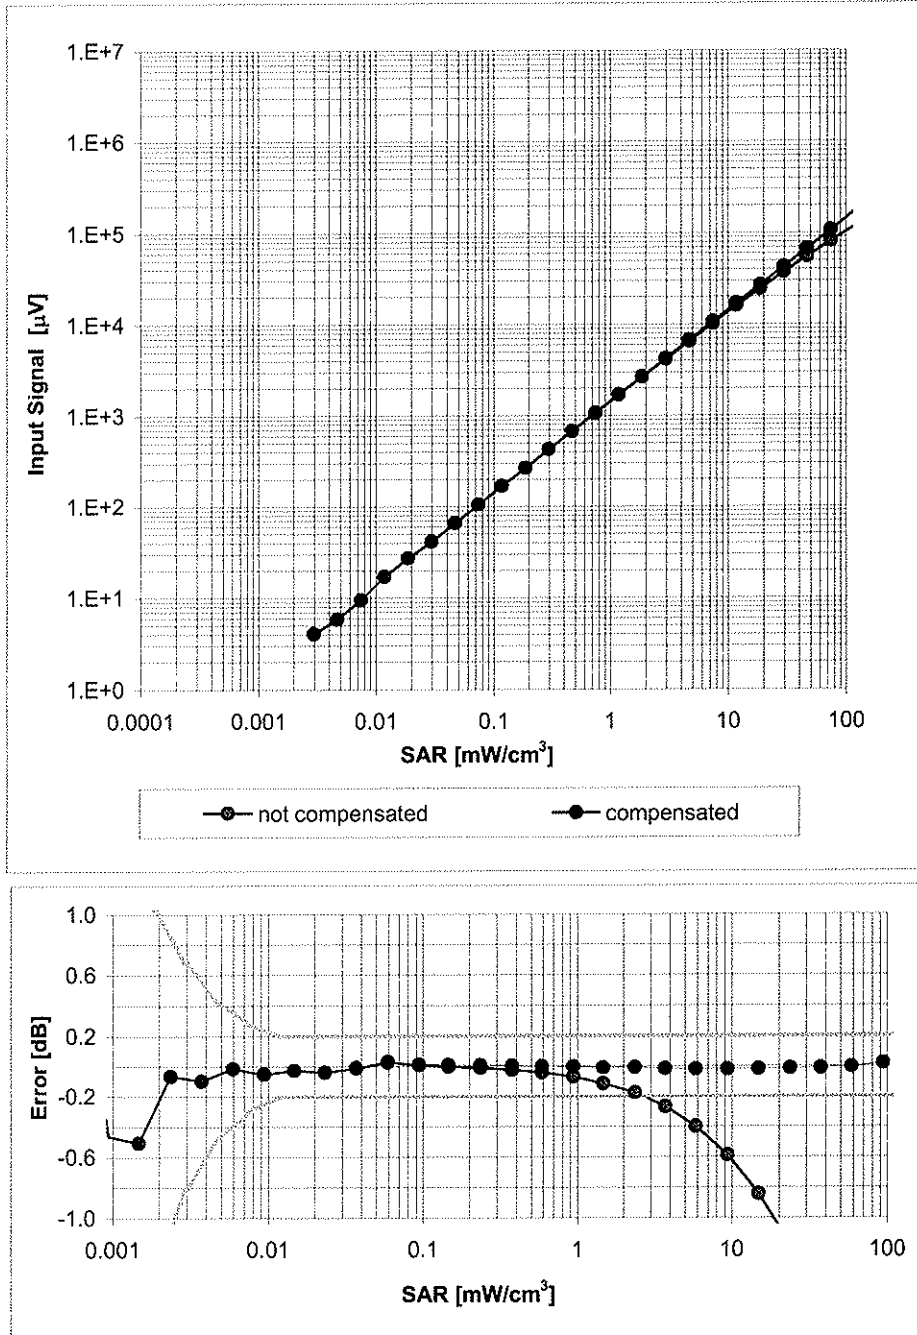 1.E+7
1.E+6
1.E+5
1.E+4
1.E+3
1.E+2
1.E+1
1.E+0
Input Signal [µV]
0.0001 0.001 0.01 0.1 1 10 100
SAR [mW/cm³]
not compensated compensated
1.0
0.6
0.2
-0.2
-0.6
-1.0
Error [dB]
0.001 0.01 0.1 1 10 100
SAR [mW/cm³]